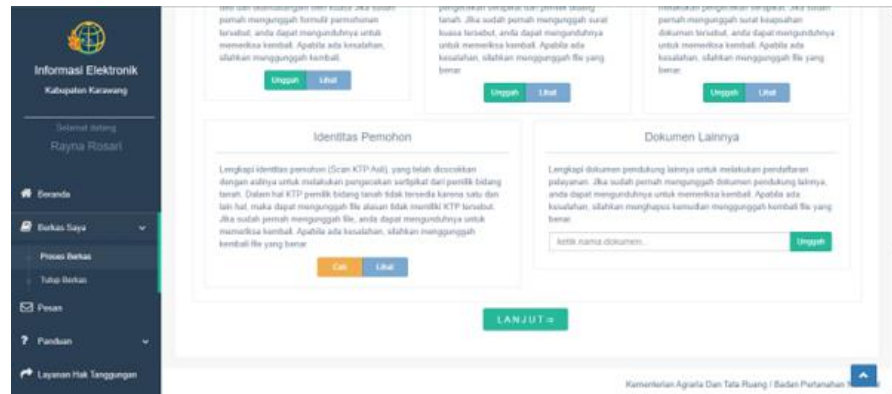 Informasi Elektronik
Kabupaten Karawang
Selamat datang
Rayna Rosari
Beranda
Berkas Saya
Proses Berkas
Tutup Berkas
Pesan
? Panduan
Layanan Hak Tanggungan
pernah mengunggah formulir permohonan
tersebut, anda dapat mengunduhnya untuk
memeriksa kembali. Apabila ada kesalahan,
silahkan mengunggah kembali.
Unggah Lihat
tanah. Jika sudah pernah mengunggah surat
kuasa tersebut, anda dapat mengunduhnya
untuk memeriksa kembali. Apabila ada
kesalahan, silahkan mengunggah file yang
benar.
Unggah Lihat
pernah mengunggah surat keapsahan
dokumen tersebut, anda dapat mengunduhnya
untuk memeriksa kembali. Apabila ada
kesalahan, silahkan menggunggah file yang
benar.
Unggah Lihat
Identitas Pemohon
Lengkapi identitas pemohon (Scan KTP Asli), yang telah dicocokkan
dengan aslinya untuk melakukan pengecekan sertipikat dari pemilik bidang
tanah. Dalam hal KTP pemilik bidang tanah tidak tersedia karena satu dan
lain hal, maka dapat mengunggah file alasan tidak memiliki KTP tersebut.
Jika sudah pernah mengunggah file, anda dapat mengunduhnya untuk
memeriksa kembali. Apabila ada kesalahan, silahkan menggunggah
kembali file yang benar
Cek Lihat
Dokumen Lainnya
Lengkapi dokumen pendukung lainnya untuk melakukan pendaftaran
pelayanan. Jika sudah pernah mengunggah dokumen pendukung lainnya,
anda dapat mengunduhnya untuk memeriksa kembali. Apabila ada
kesalahan, silahkan menghapus kemudian menggunggah kembali file yang
benar.
ketik nama dokumen.. Unggah
LANJUT
Kementerian Agraria Dan Tata Ruang / Badan Pertanahan